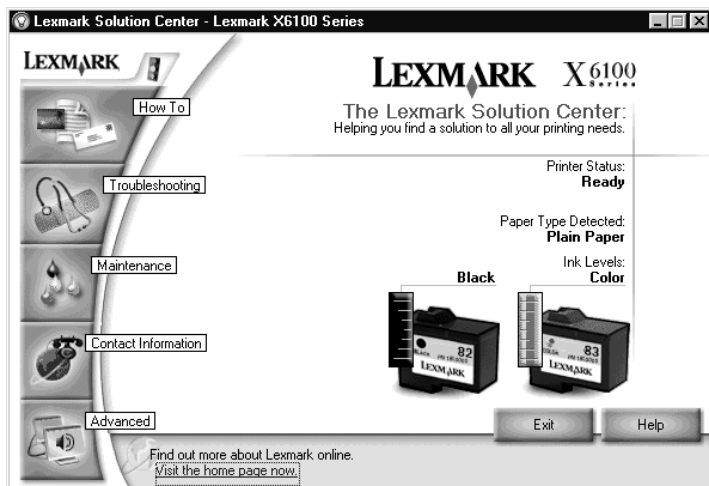 Lexmark Solution Center - Lexmark X6100 Series
LEXMARK
How To
Troubleshooting
Maintenance
Contact Information
Advanced
LEXMARK X6100
Series
The Lexmark Solution Center:
Helping you find a solution to all your printing needs.
Printer Status:
Ready
Paper Type Detected:
Plain Paper
Ink Levels:
Black
Color
82
BLACK
LEXMARK
83
COLOR
LEXMARK
Exit
Help
Find out more about Lexmark online.
Visit the home page now.